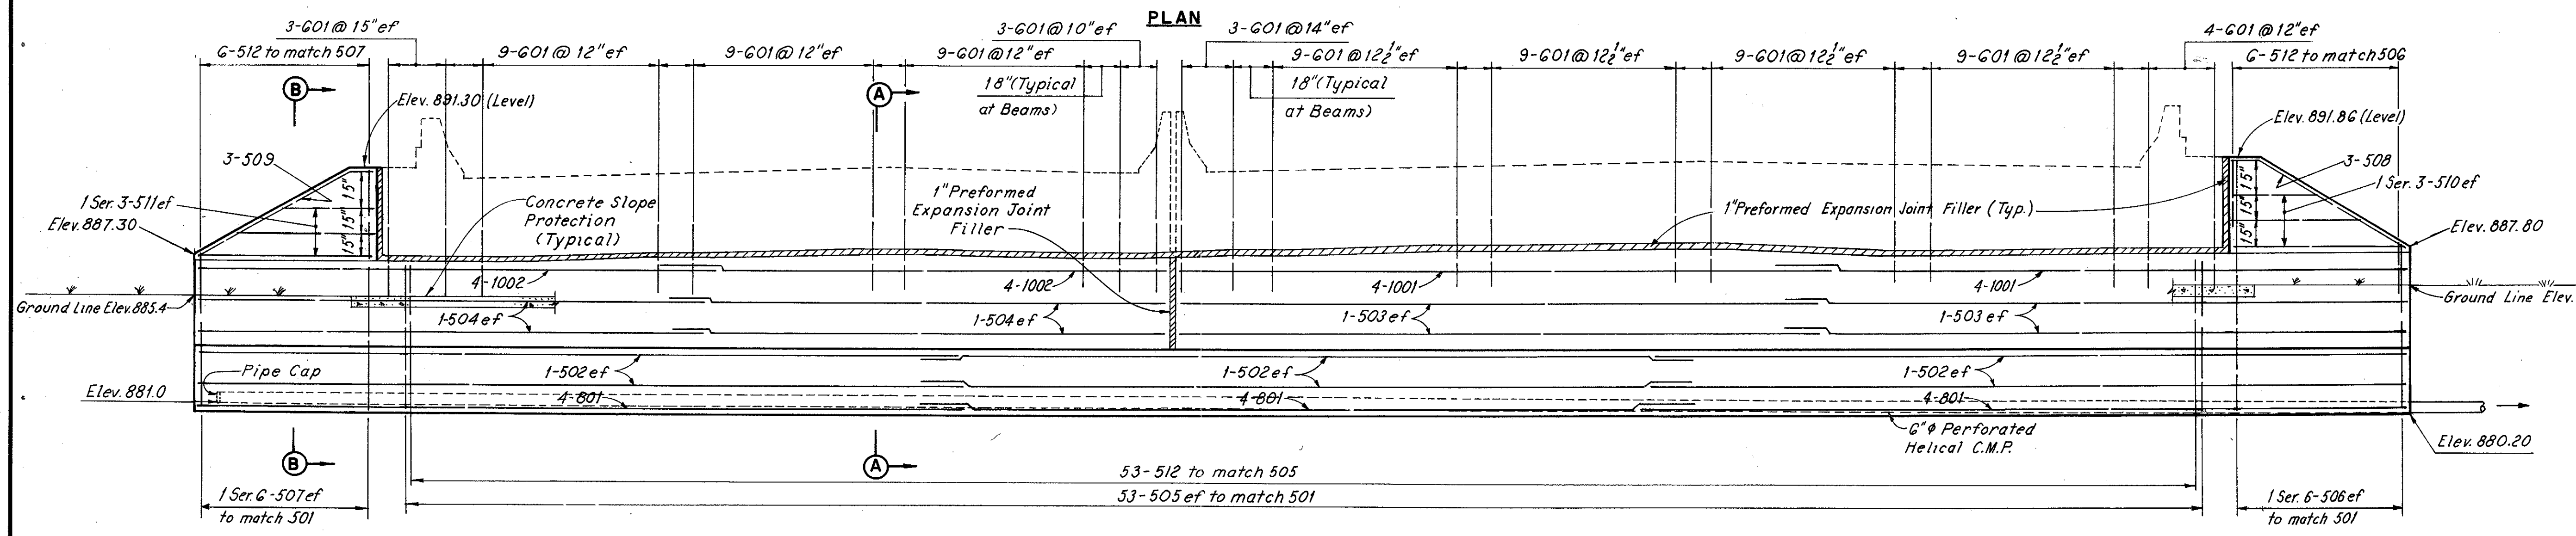 PLAN
3-601@15"ef
6-512 to match 507
9-601@12"ef
9-601@12"ef
3-601@10"ef
9-601@12"ef
18"(Typical
at Beams)
3-601@14"ef
9-601@12½"ef
18"(Typical
at Beams)
9-601@12½"ef
9-601@12½"ef
9-601@12½"ef
4-601@12"ef
6-512 to match 506
B
A
Elev. 891.30 (Level)
Elev. 891.86 (Level)
3-509
15"
15"
15"
1 Ser. 3-511ef
Elev. 887.30
Concrete Slope
Protection
(Typical)
1" Preformed
Expansion Joint
Filler
1" Preformed Expansion Joint Filler (Typ.)
15"
15"
15"
3-508
1 Ser. 3-510ef
Elev. 887.80
4-1002
4-1002
4-1001
4-1001
Ground Line Elev. 885.4
Ground Line Elev.
1-504ef
1-504ef
1-503ef
1-503ef
Pipe Cap
1-502ef
1-502ef
1-502ef
Elev. 881.0
4-801
4-801
4-801
6"φ Perforated
Helical C.M.P.
Elev. 880.20
B
A
53-512 to match 505
53-505ef to match 501
1 Ser. 6-507ef
to match 501
1 Ser. 6-506ef
to match 501